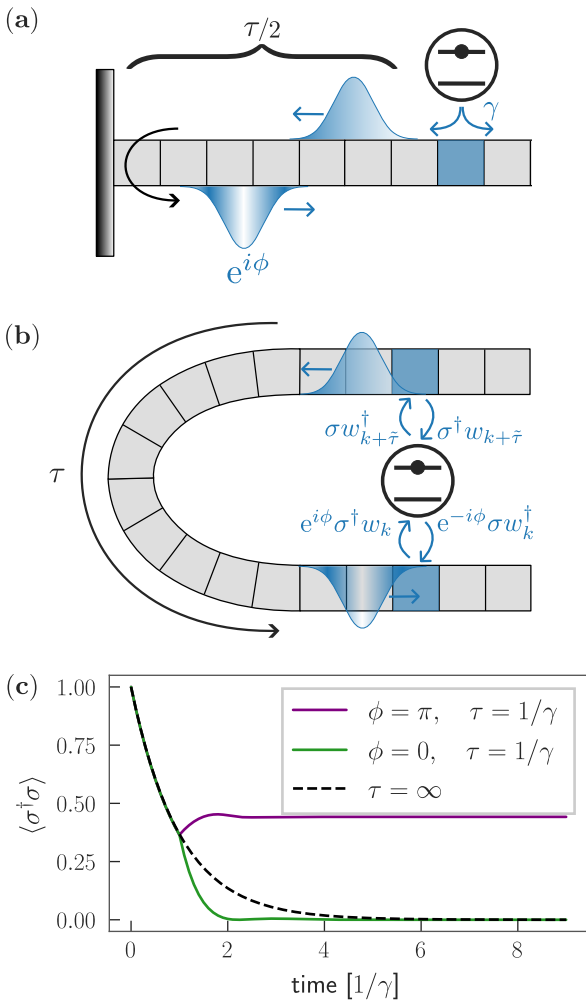 (a)
τ/2
γ
e^{iϕ}
(b)
τ
σw†_{k+τ̃} σ†w_{k+τ̃}
e^{iϕ}σ†w_k e^{−iϕ}σw†_k
(c)
1.00
0.75
0.50
0.25
0.00
⟨σ†σ⟩
ϕ = π, τ = 1/γ
ϕ = 0, τ = 1/γ
τ = ∞
0 2 4 6 8
time [1/γ]